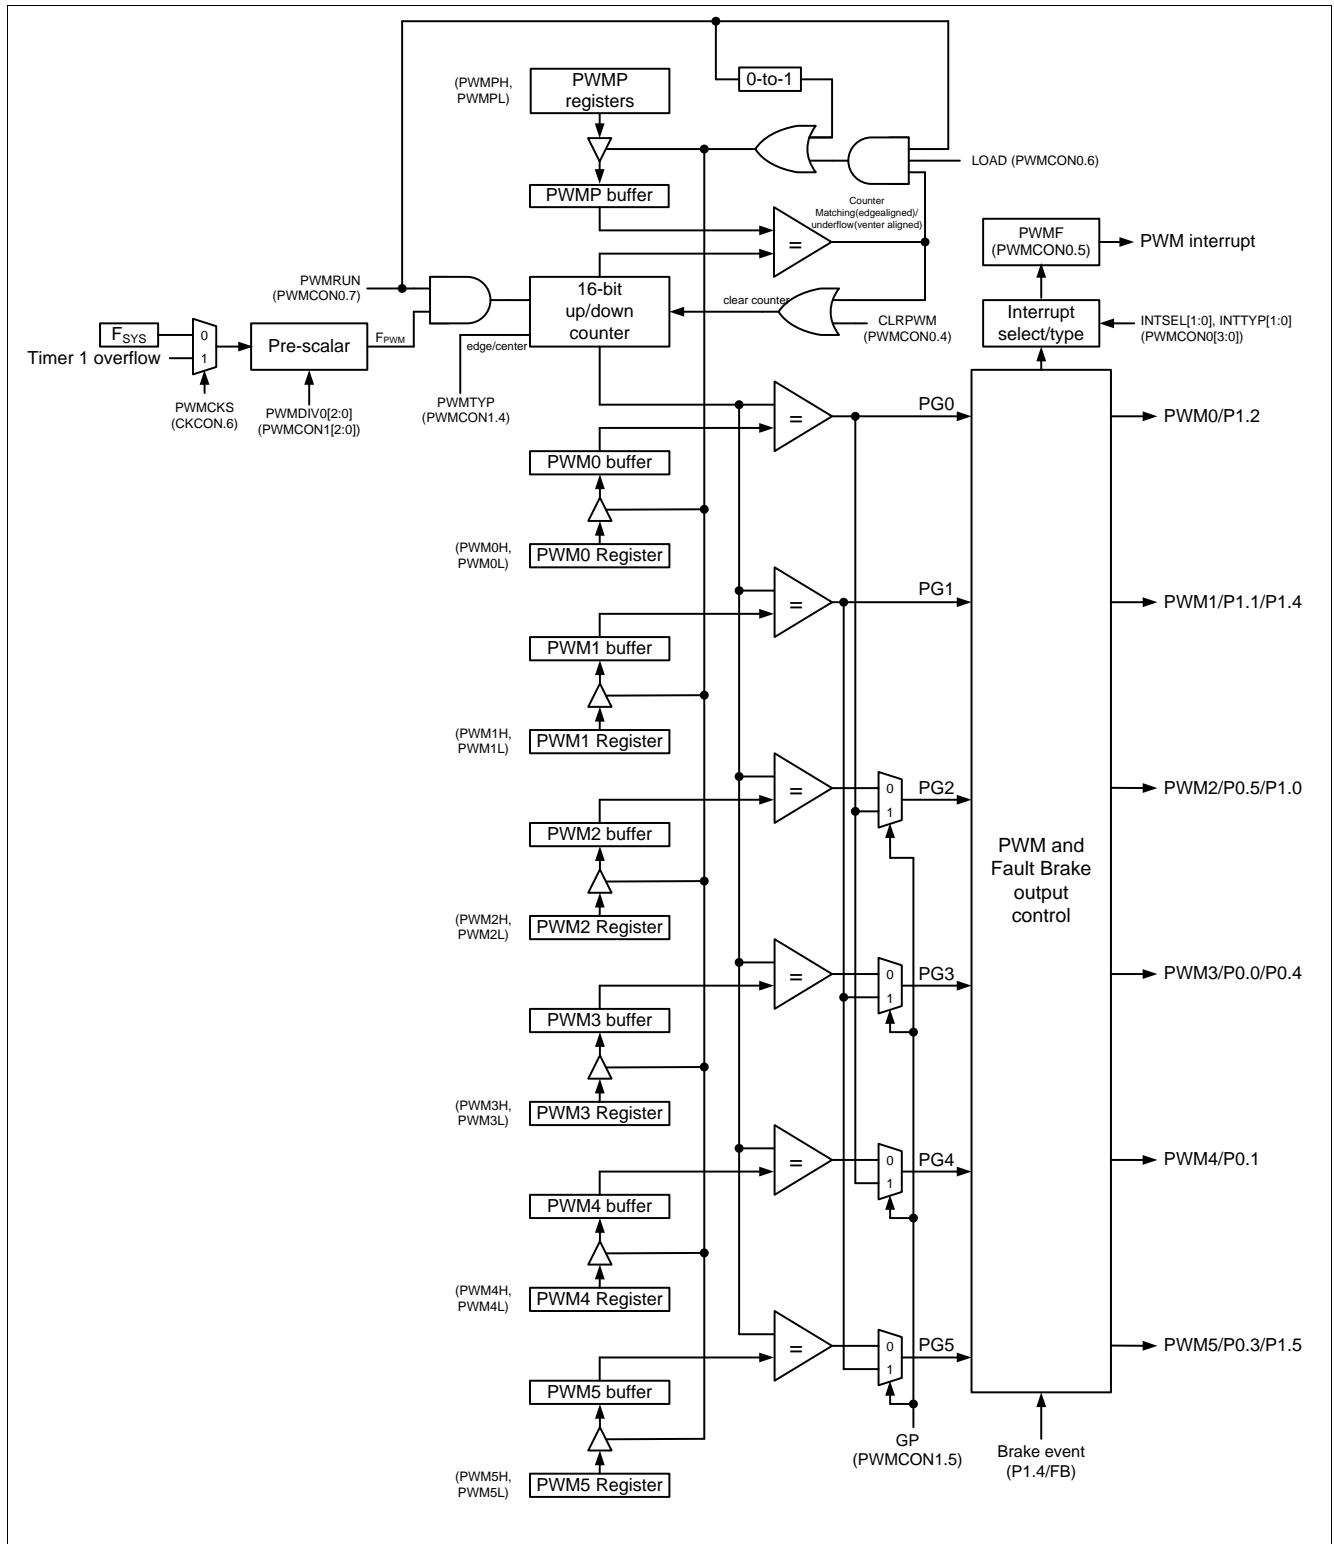 (PWMPH,
PWMPL)
PWMP
registers
0-to-1
LOAD (PWMCON0.6)
PWMP buffer
Counter
Matching(edgealigned)/
underflow(venter aligned)
=
PWMF
(PWMCON0.5)
PWM interrupt
PWMRUN
(PWMCON0.7)
16-bit
up/down
counter
clear counter
CLRPWM
(PWMCON0.4)
Interrupt
select/type
INTSEL[1:0], INTTYP[1:0]
(PWMCON0[3:0])
FSYS
Timer 1 overflow
0
1
Pre-scalar
FPWM
edge/center
PWMCKS
(CKCON.6)
PWMDIV0[2:0]
(PWMCON1[2:0])
PWMTYP
(PWMCON1.4)
=
PG0
PWM0/P1.2
PWM0 buffer
(PWM0H,
PWM0L)
PWM0 Register
=
PG1
PWM1/P1.1/P1.4
PWM1 buffer
(PWM1H,
PWM1L)
PWM1 Register
=
0
1
PG2
PWM2/P0.5/P1.0
PWM2 buffer
PWM and
Fault Brake
output
control
(PWM2H,
PWM2L)
PWM2 Register
=
0
1
PG3
PWM3/P0.0/P0.4
PWM3 buffer
(PWM3H,
PWM3L)
PWM3 Register
=
0
1
PG4
PWM4/P0.1
PWM4 buffer
(PWM4H,
PWM4L)
PWM4 Register
=
0
1
PG5
PWM5/P0.3/P1.5
PWM5 buffer
GP
(PWMCON1.5)
Brake event
(P1.4/FB)
(PWM5H,
PWM5L)
PWM5 Register